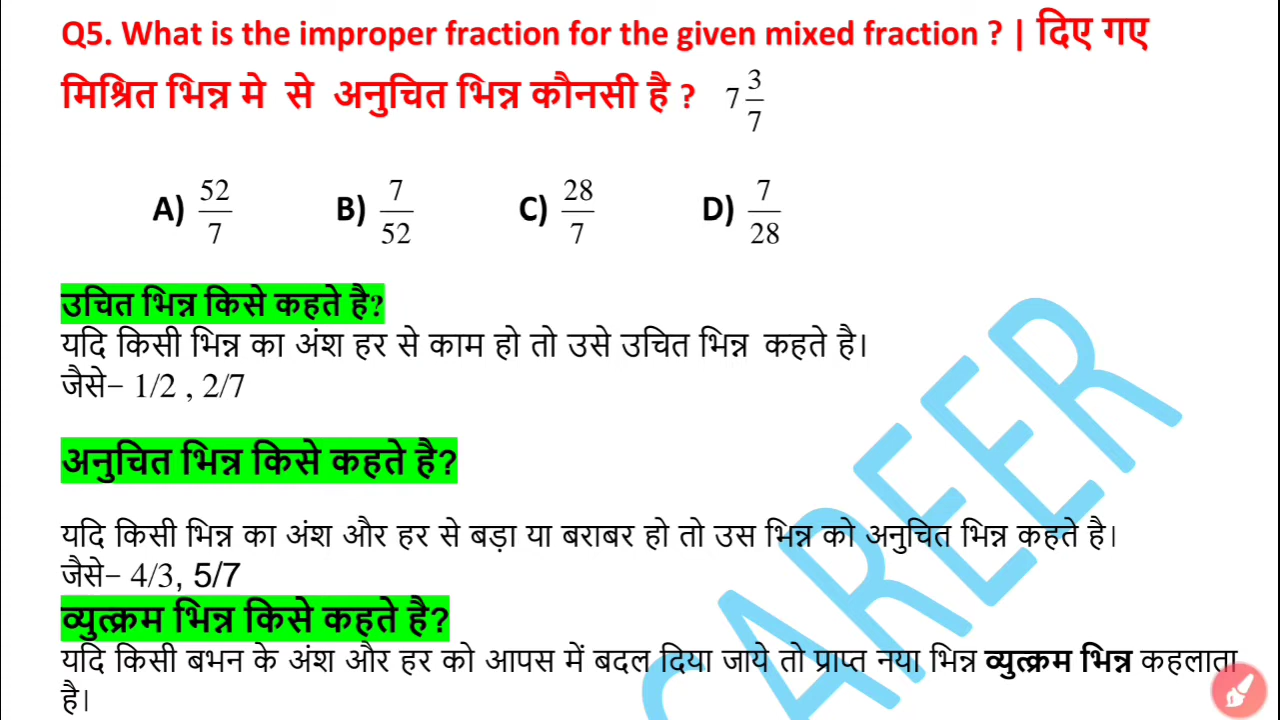 Q5. What is the improper fraction for the given mixed fraction ? | दिए गए
मिश्रित भिन्न मे से अनुचित भिन्न कौनसी है ? 7 3/7
A) 52/7 B) 7/52 C) 28/7 D) 7/28
उचित भिन्न किसे कहते है?
यदि किसी भिन्न का अंश हर से काम हो तो उसे उचित भिन्न कहते है।
जैसे– 1/2 , 2/7
अनुचित भिन्न किसे कहते है?
यदि किसी भिन्न का अंश और हर से बड़ा या बराबर हो तो उस भिन्न को अनुचित भिन्न कहते है।
जैसे– 4/3, 5/7
व्युत्क्रम भिन्न किसे कहते है?
यदि किसी बभन के अंश और हर को आपस में बदल दिया जाये तो प्राप्त नया भिन्न व्युत्क्रम भिन्न कहलाता
है।
CAREER